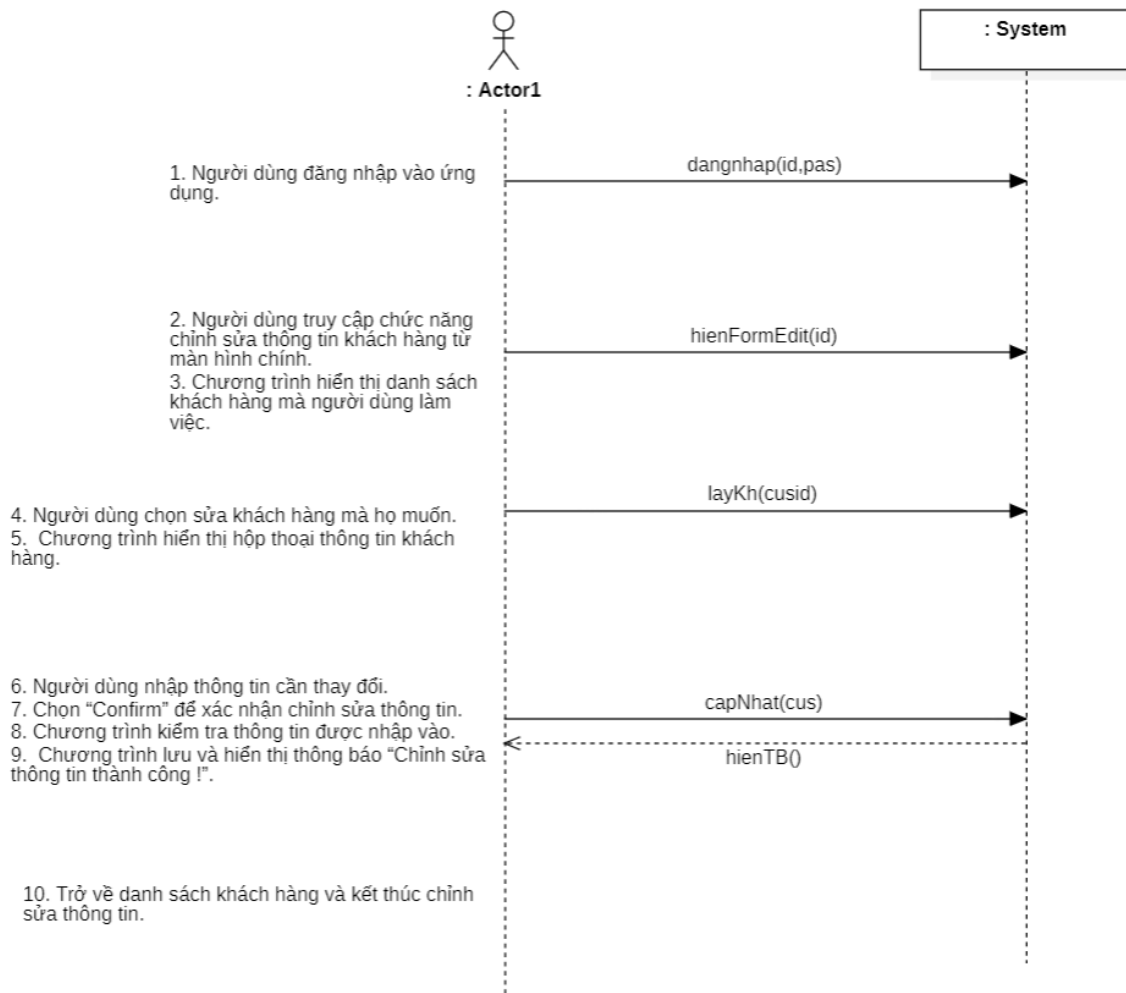 : System
: Actor1
1. Người dùng đăng nhập vào ứng
dụng.
dangnhap(id,pas)
2. Người dùng truy cập chức năng
chỉnh sửa thông tin khách hàng từ
màn hình chính.
3. Chương trình hiển thị danh sách
khách hàng mà người dùng làm
việc.
hienFormEdit(id)
layKh(cusid)
4. Người dùng chọn sửa khách hàng mà họ muốn.
5. Chương trình hiển thị hộp thoại thông tin khách
hàng.
6. Người dùng nhập thông tin cần thay đổi.
7. Chọn “Confirm” để xác nhận chỉnh sửa thông tin.
8. Chương trình kiểm tra thông tin được nhập vào.
9. Chương trình lưu và hiển thị thông báo “Chỉnh sửa
thông tin thành công !”.
capNhat(cus)
hienTB()
10. Trở về danh sách khách hàng và kết thúc chỉnh
sửa thông tin.